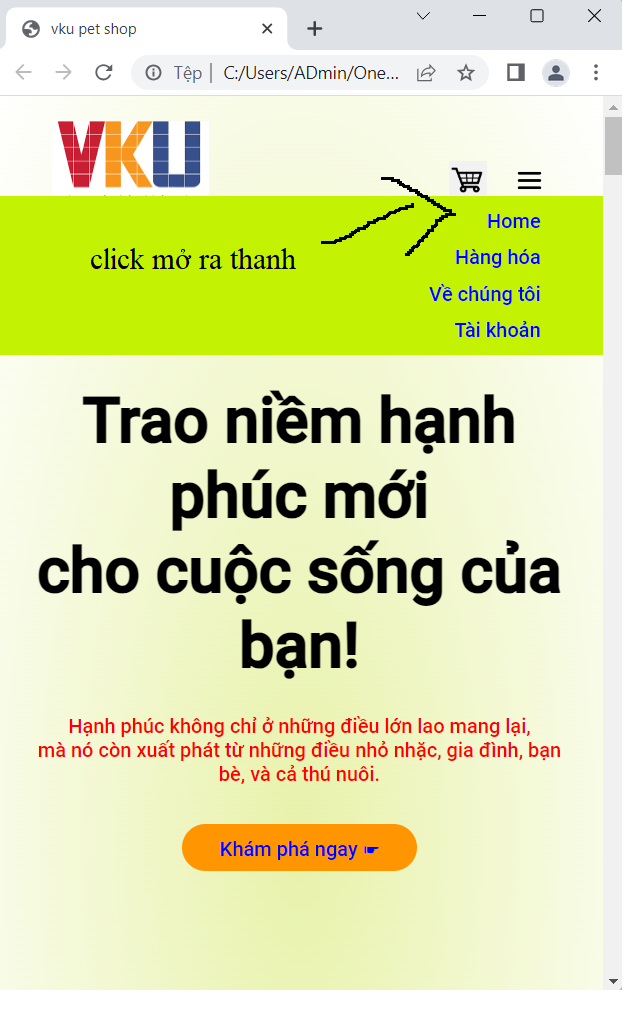 vku pet shop
Tệp | C:/Users/ADmin/One...
VKU
Home
click mở ra thanh
Hàng hóa
Về chúng tôi
Tài khoản
Trao niềm hạnh
phúc mới
cho cuộc sống của
bạn!
Hạnh phúc không chỉ ở những điều lớn lao mang lại,
mà nó còn xuất phát từ những điều nhỏ nhặc, gia đình, bạn
bè, và cả thú nuôi.
Khám phá ngay ☛